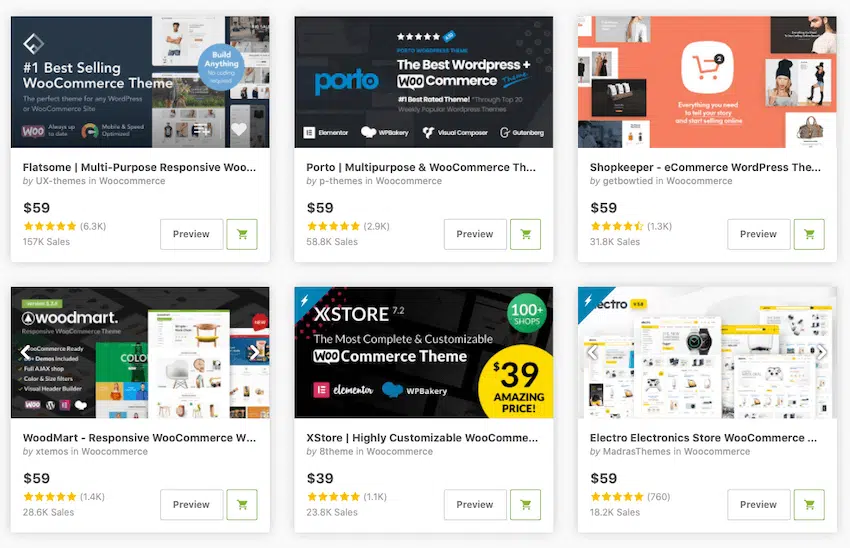 Build
Anything
No coding
required
#1 Best Selling
WooCommerce Theme
The perfect theme for any WordPress
or WooCommerce Site
Woo
Always up
to date
Mobile & Speed
Optimized
Flatsome | Multi-Purpose Responsive Woo...
by UX-themes in Woocommerce
$59
(6.3K)
157K Sales
Preview
PORTO WORDPRESS THEME
porto
The Best Wordpress +
Woo Commerce Theme
#1 Best Rated Theme! "Through Top 20
Weekly Popular Wordpress Themes
Elementor
WPBakery
Visual Composer
Gutenberg
Porto | Multipurpose & WooCommerce Th...
by p-themes in Woocommerce
$59
(2.9K)
58.8K Sales
Preview
2
Everything you need
to tell your story
and start selling online
Shopkeeper - eCommerce WordPress The...
by getbowtied in Woocommerce
$59
(1.3K)
31.8K Sales
Preview
woodmart.
Responsive WooCommerce Theme
NEW
WooCommerce Ready
Demos Included
Full AJAX shop
Color & Size filters
Visual Header Builder
Woo
WoodMart - Responsive WooCommerce W...
by xtemos in Woocommerce
$59
(1.4K)
28.6K Sales
Preview
XSTORE 7.2
100+
SHOPS
The Most Complete & Customizable
Woo Commerce Theme
elementor
WPBakery
$39
AMAZING
PRICE!
XStore | Highly Customizable WooComme...
by 8theme in Woocommerce
$39
(1.1K)
23.8K Sales
Preview
ectro
Electro Electronics Store WooCommerce ...
by MadrasThemes in Woocommerce
$59
(760)
18.2K Sales
Preview